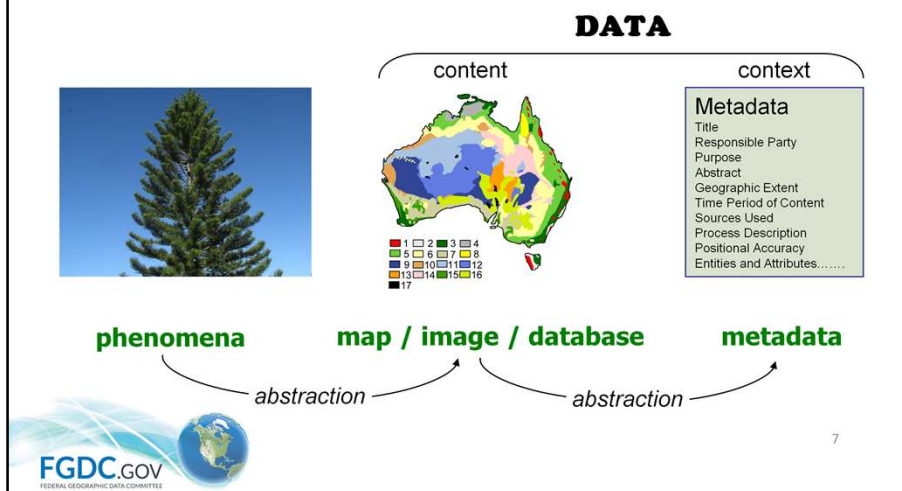 DATA
content
context
Metadata
Title
Responsible Party
Purpose
Abstract
Geographic Extent
Time Period of Content
Sources Used
Process Description
Positional Accuracy
Entities and Attributes.......
1 2 3 4
5 6 7 8
9 10 11 12
13 14 15 16
17
phenomena
map / image / database
metadata
abstraction
abstraction
7
FGDC.GOV
FEDERAL GEOGRAPHIC DATA COMMITTEE